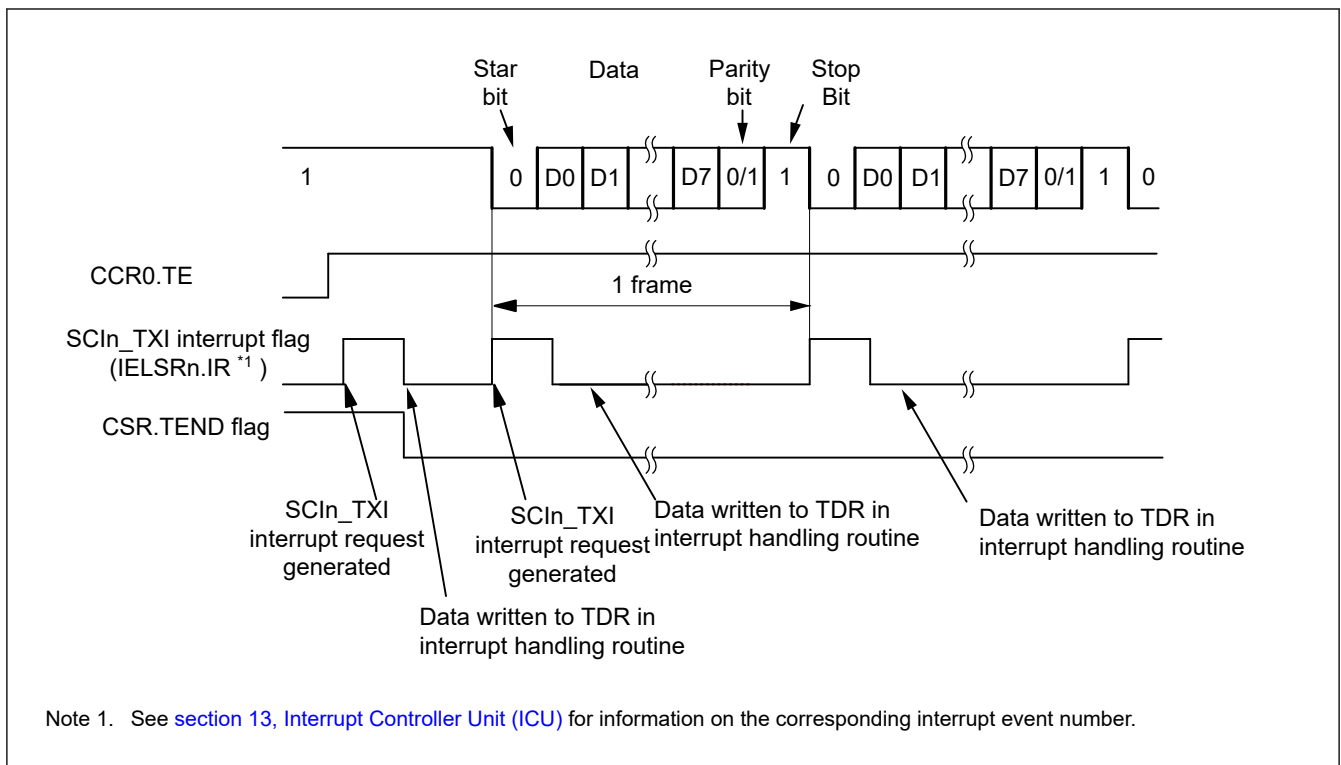 Star
bit
Data
Parity
bit
Stop
Bit
1
0 D0 D1 D7 0/1 1 0 D0 D1 D7 0/1 1 0
CCR0.TE
1 frame
SCIn_TXI interrupt flag
(IELSRn.IR *1 )
CSR.TEND flag
SCIn_TXI
interrupt request
generated
SCIn_TXI
interrupt request
generated
Data written to TDR in
interrupt handling routine
Data written to TDR in
interrupt handling routine
Data written to TDR in
interrupt handling routine
Note 1. See section 13, Interrupt Controller Unit (ICU) for information on the corresponding interrupt event number.